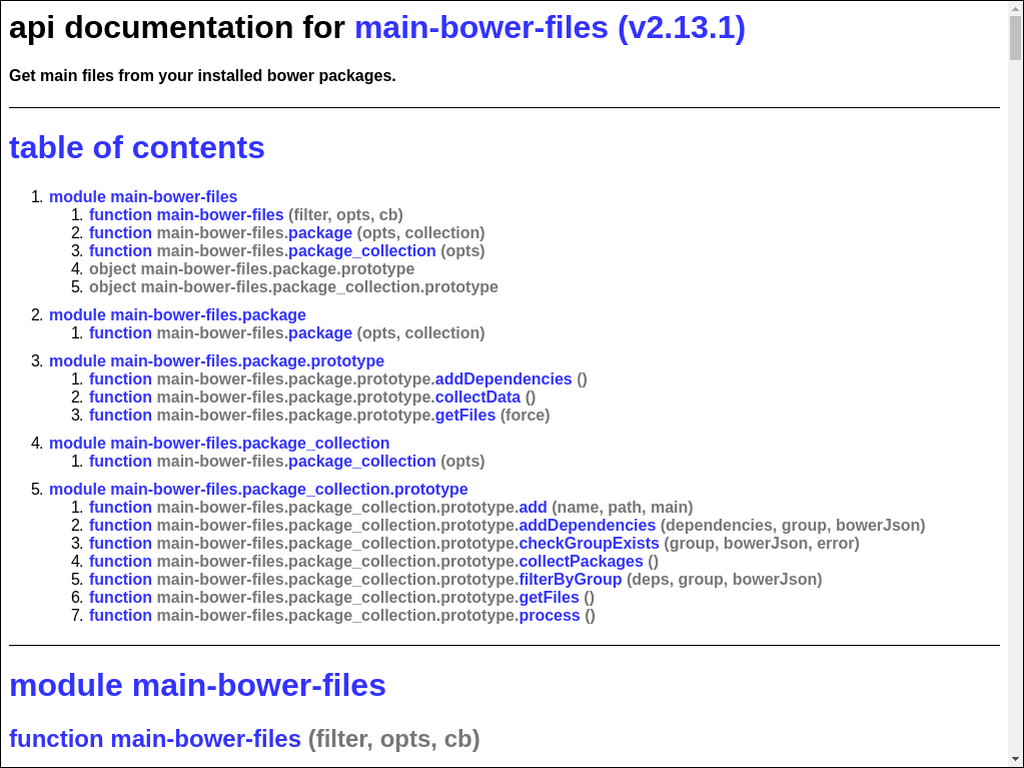 api documentation for main-bower-files (v2.13.1)
Get main files from your installed bower packages.
table of contents
1. module main-bower-files
1. function main-bower-files (filter, opts, cb)
2. function main-bower-files.package (opts, collection)
3. function main-bower-files.package_collection (opts)
4. object main-bower-files.package.prototype
5. object main-bower-files.package_collection.prototype
2. module main-bower-files.package
1. function main-bower-files.package (opts, collection)
3. module main-bower-files.package.prototype
1. function main-bower-files.package.prototype.addDependencies ()
2. function main-bower-files.package.prototype.collectData ()
3. function main-bower-files.package.prototype.getFiles (force)
4. module main-bower-files.package_collection
1. function main-bower-files.package_collection (opts)
5. module main-bower-files.package_collection.prototype
1. function main-bower-files.package_collection.prototype.add (name, path, main)
2. function main-bower-files.package_collection.prototype.addDependencies (dependencies, group, bowerJson)
3. function main-bower-files.package_collection.prototype.checkGroupExists (group, bowerJson, error)
4. function main-bower-files.package_collection.prototype.collectPackages ()
5. function main-bower-files.package_collection.prototype.filterByGroup (deps, group, bowerJson)
6. function main-bower-files.package_collection.prototype.getFiles ()
7. function main-bower-files.package_collection.prototype.process ()
module main-bower-files
function main-bower-files (filter, opts, cb)